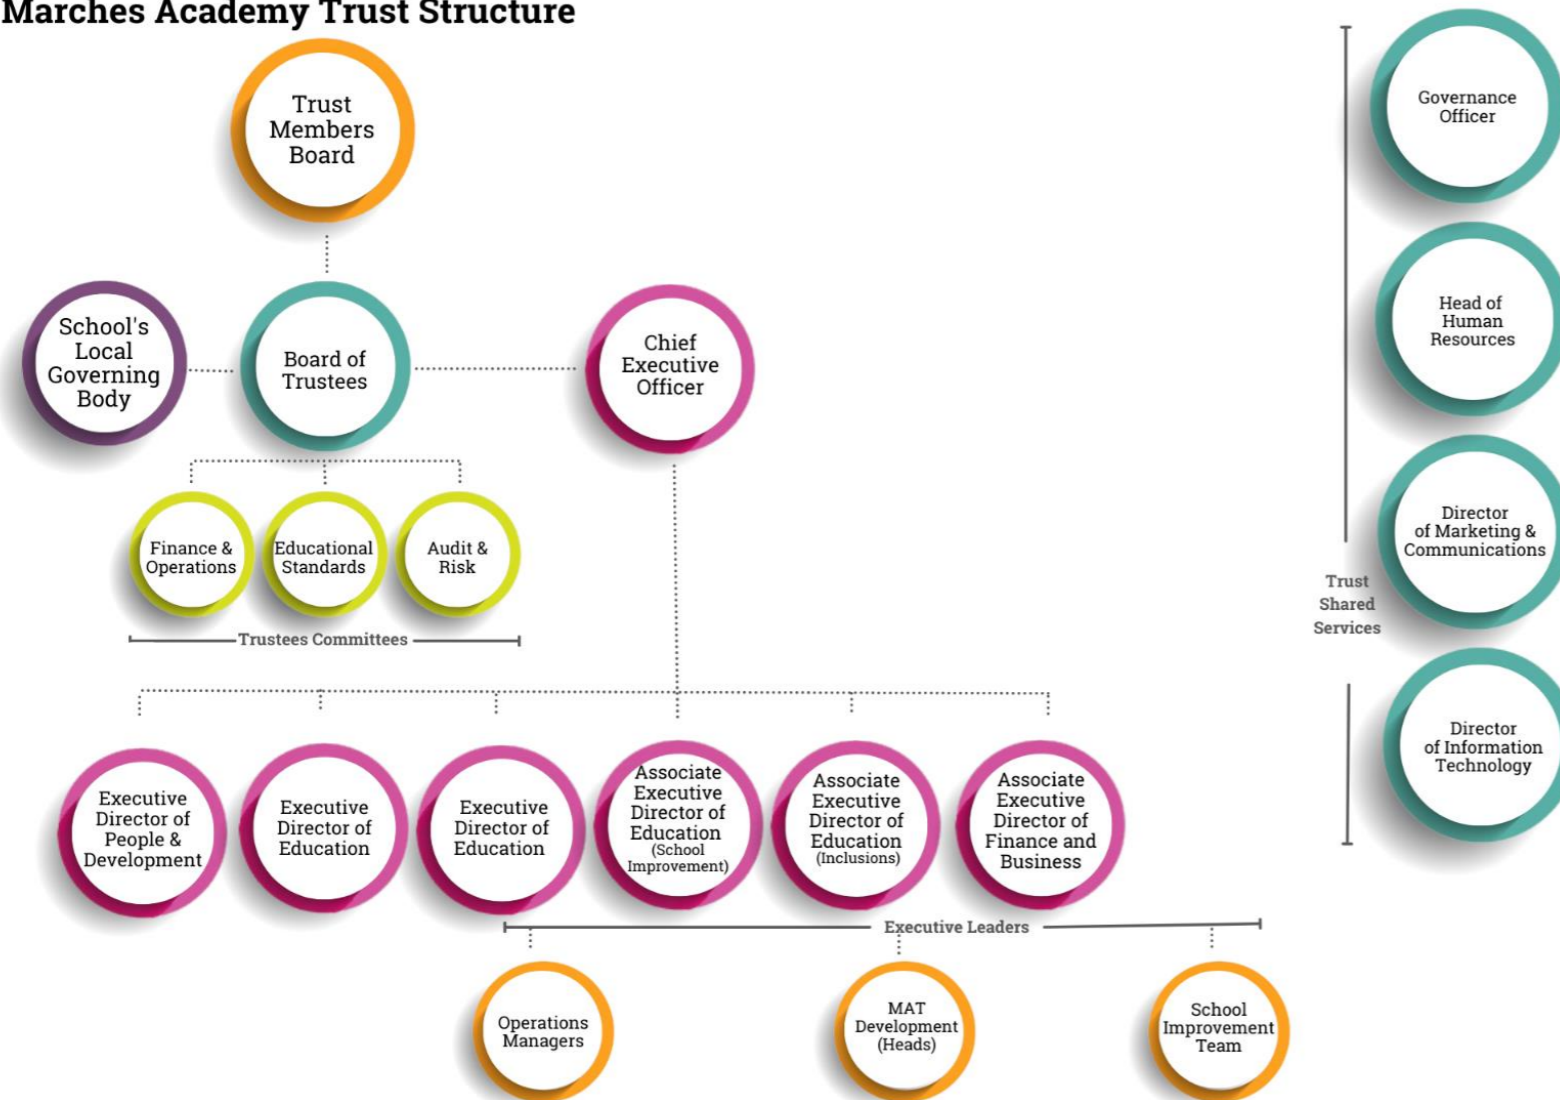 Marches Academy Trust Structure
Trust
Members
Board
School's
Local
Governing
Body
Board of
Trustees
Chief
Executive
Officer
Finance &
Operations
Educational
Standards
Audit &
Risk
Trustees Committees
Executive
Director of
People &
Development
Executive
Director of
Education
Executive
Director of
Education
Associate
Executive
Director of
Education
(School
Improvement)
Associate
Executive
Director of
Education
(Inclusions)
Associate
Executive
Director of
Finance and
Business
Executive Leaders
Operations
Managers
MAT
Development
(Heads)
School
Improvement
Team
Trust
Shared
Services
Governance
Officer
Head of
Human
Resources
Director
of Marketing &
Communications
Director
of Information
Technology